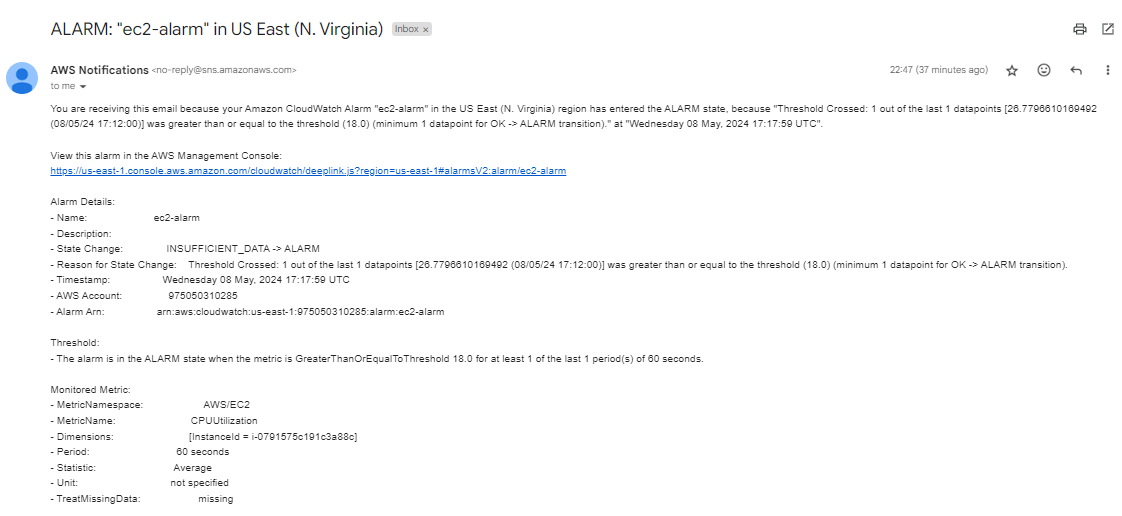 ALARM: "ec2-alarm" in US East (N. Virginia) Inbox x
AWS Notifications <no-reply@sns.amazonaws.com> 22:47 (37 minutes ago)
to me
You are receiving this email because your Amazon CloudWatch Alarm "ec2-alarm" in the US East (N. Virginia) region has entered the ALARM state, because "Threshold Crossed: 1 out of the last 1 datapoints [26.7796610169492
(08/05/24 17:12:00)] was greater than or equal to the threshold (18.0) (minimum 1 datapoint for OK -> ALARM transition)." at "Wednesday 08 May, 2024 17:17:59 UTC".
View this alarm in the AWS Management Console:
https://us-east-1.console.aws.amazon.com/cloudwatch/deeplink.js?region=us-east-1#alarmsV2:alarm/ec2-alarm
Alarm Details:
- Name: ec2-alarm
- Description:
- State Change: INSUFFICIENT_DATA -> ALARM
- Reason for State Change: Threshold Crossed: 1 out of the last 1 datapoints [26.7796610169492 (08/05/24 17:12:00)] was greater than or equal to the threshold (18.0) (minimum 1 datapoint for OK -> ALARM transition).
- Timestamp: Wednesday 08 May, 2024 17:17:59 UTC
- AWS Account: 975050310285
- Alarm Arn: arn:aws:cloudwatch:us-east-1:975050310285:alarm:ec2-alarm
Threshold:
- The alarm is in the ALARM state when the metric is GreaterThanOrEqualToThreshold 18.0 for at least 1 of the last 1 period(s) of 60 seconds.
Monitored Metric:
- MetricNamespace: AWS/EC2
- MetricName: CPUUtilization
- Dimensions: [InstanceId = i-0791575c191c3a88c]
- Period: 60 seconds
- Statistic: Average
- Unit: not specified
- TreatMissingData: missing